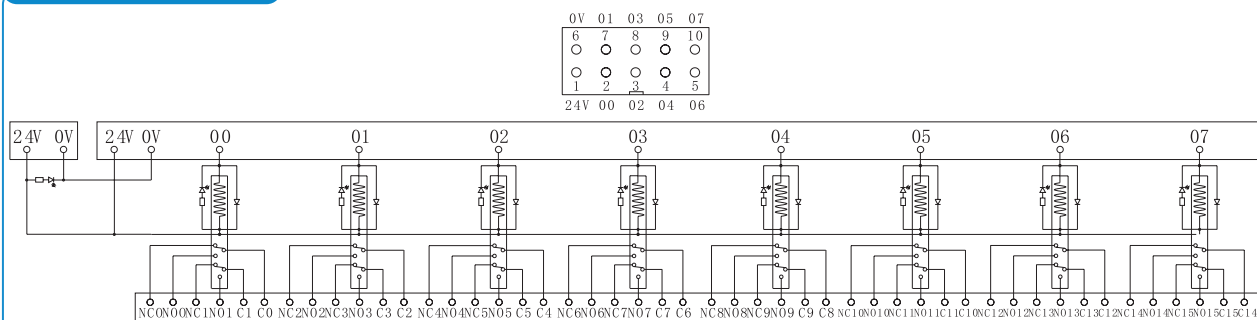 0V 01 03 05 07
6 7 8 9 10
1 2 3 4 5
24V 00 02 04 06
24V 0V 24V 0V 00 01 02 03 04 05 06 07
NC0NO0NC1NO1 C1 C0 NC2NO2NC3NO3 C3 C2 NC4NO4NC5NO5 C5 C4 NC6NO6NC7NO7 C7 C6 NC8NO8NC9NO9 C9 C8 NC10NO10NC11NO11C11C10NC12NO12NC13NO13C13C12NC14NO14NC15NO15C15C14